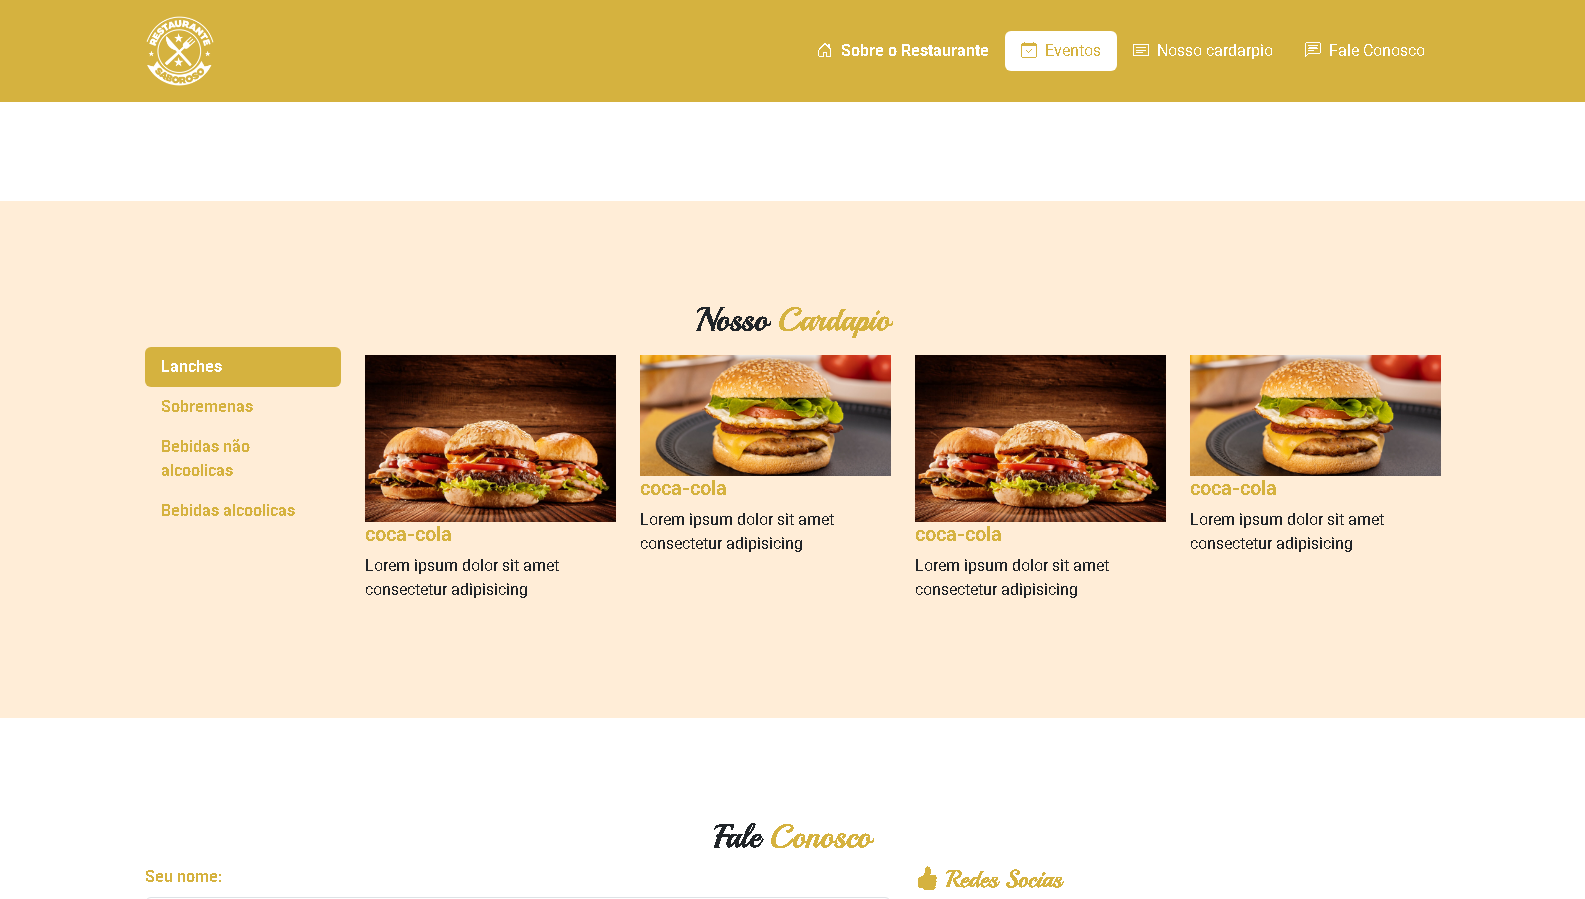 RESTAURANTE
SABOROSO
Sobre o Restaurante
Eventos
Nosso cardarpio
Fale Conosco
Nosso Cardapio
Lanches
Sobremenas
Bebidas não
alcoolicas
Bebidas alcoolicas
coca-cola
Lorem ipsum dolor sit amet
consectetur adipisicing
coca-cola
Lorem ipsum dolor sit amet
consectetur adipisicing
coca-cola
Lorem ipsum dolor sit amet
consectetur adipisicing
coca-cola
Lorem ipsum dolor sit amet
consectetur adipisicing
Fale Conosco
Seu nome:
Redes Socias